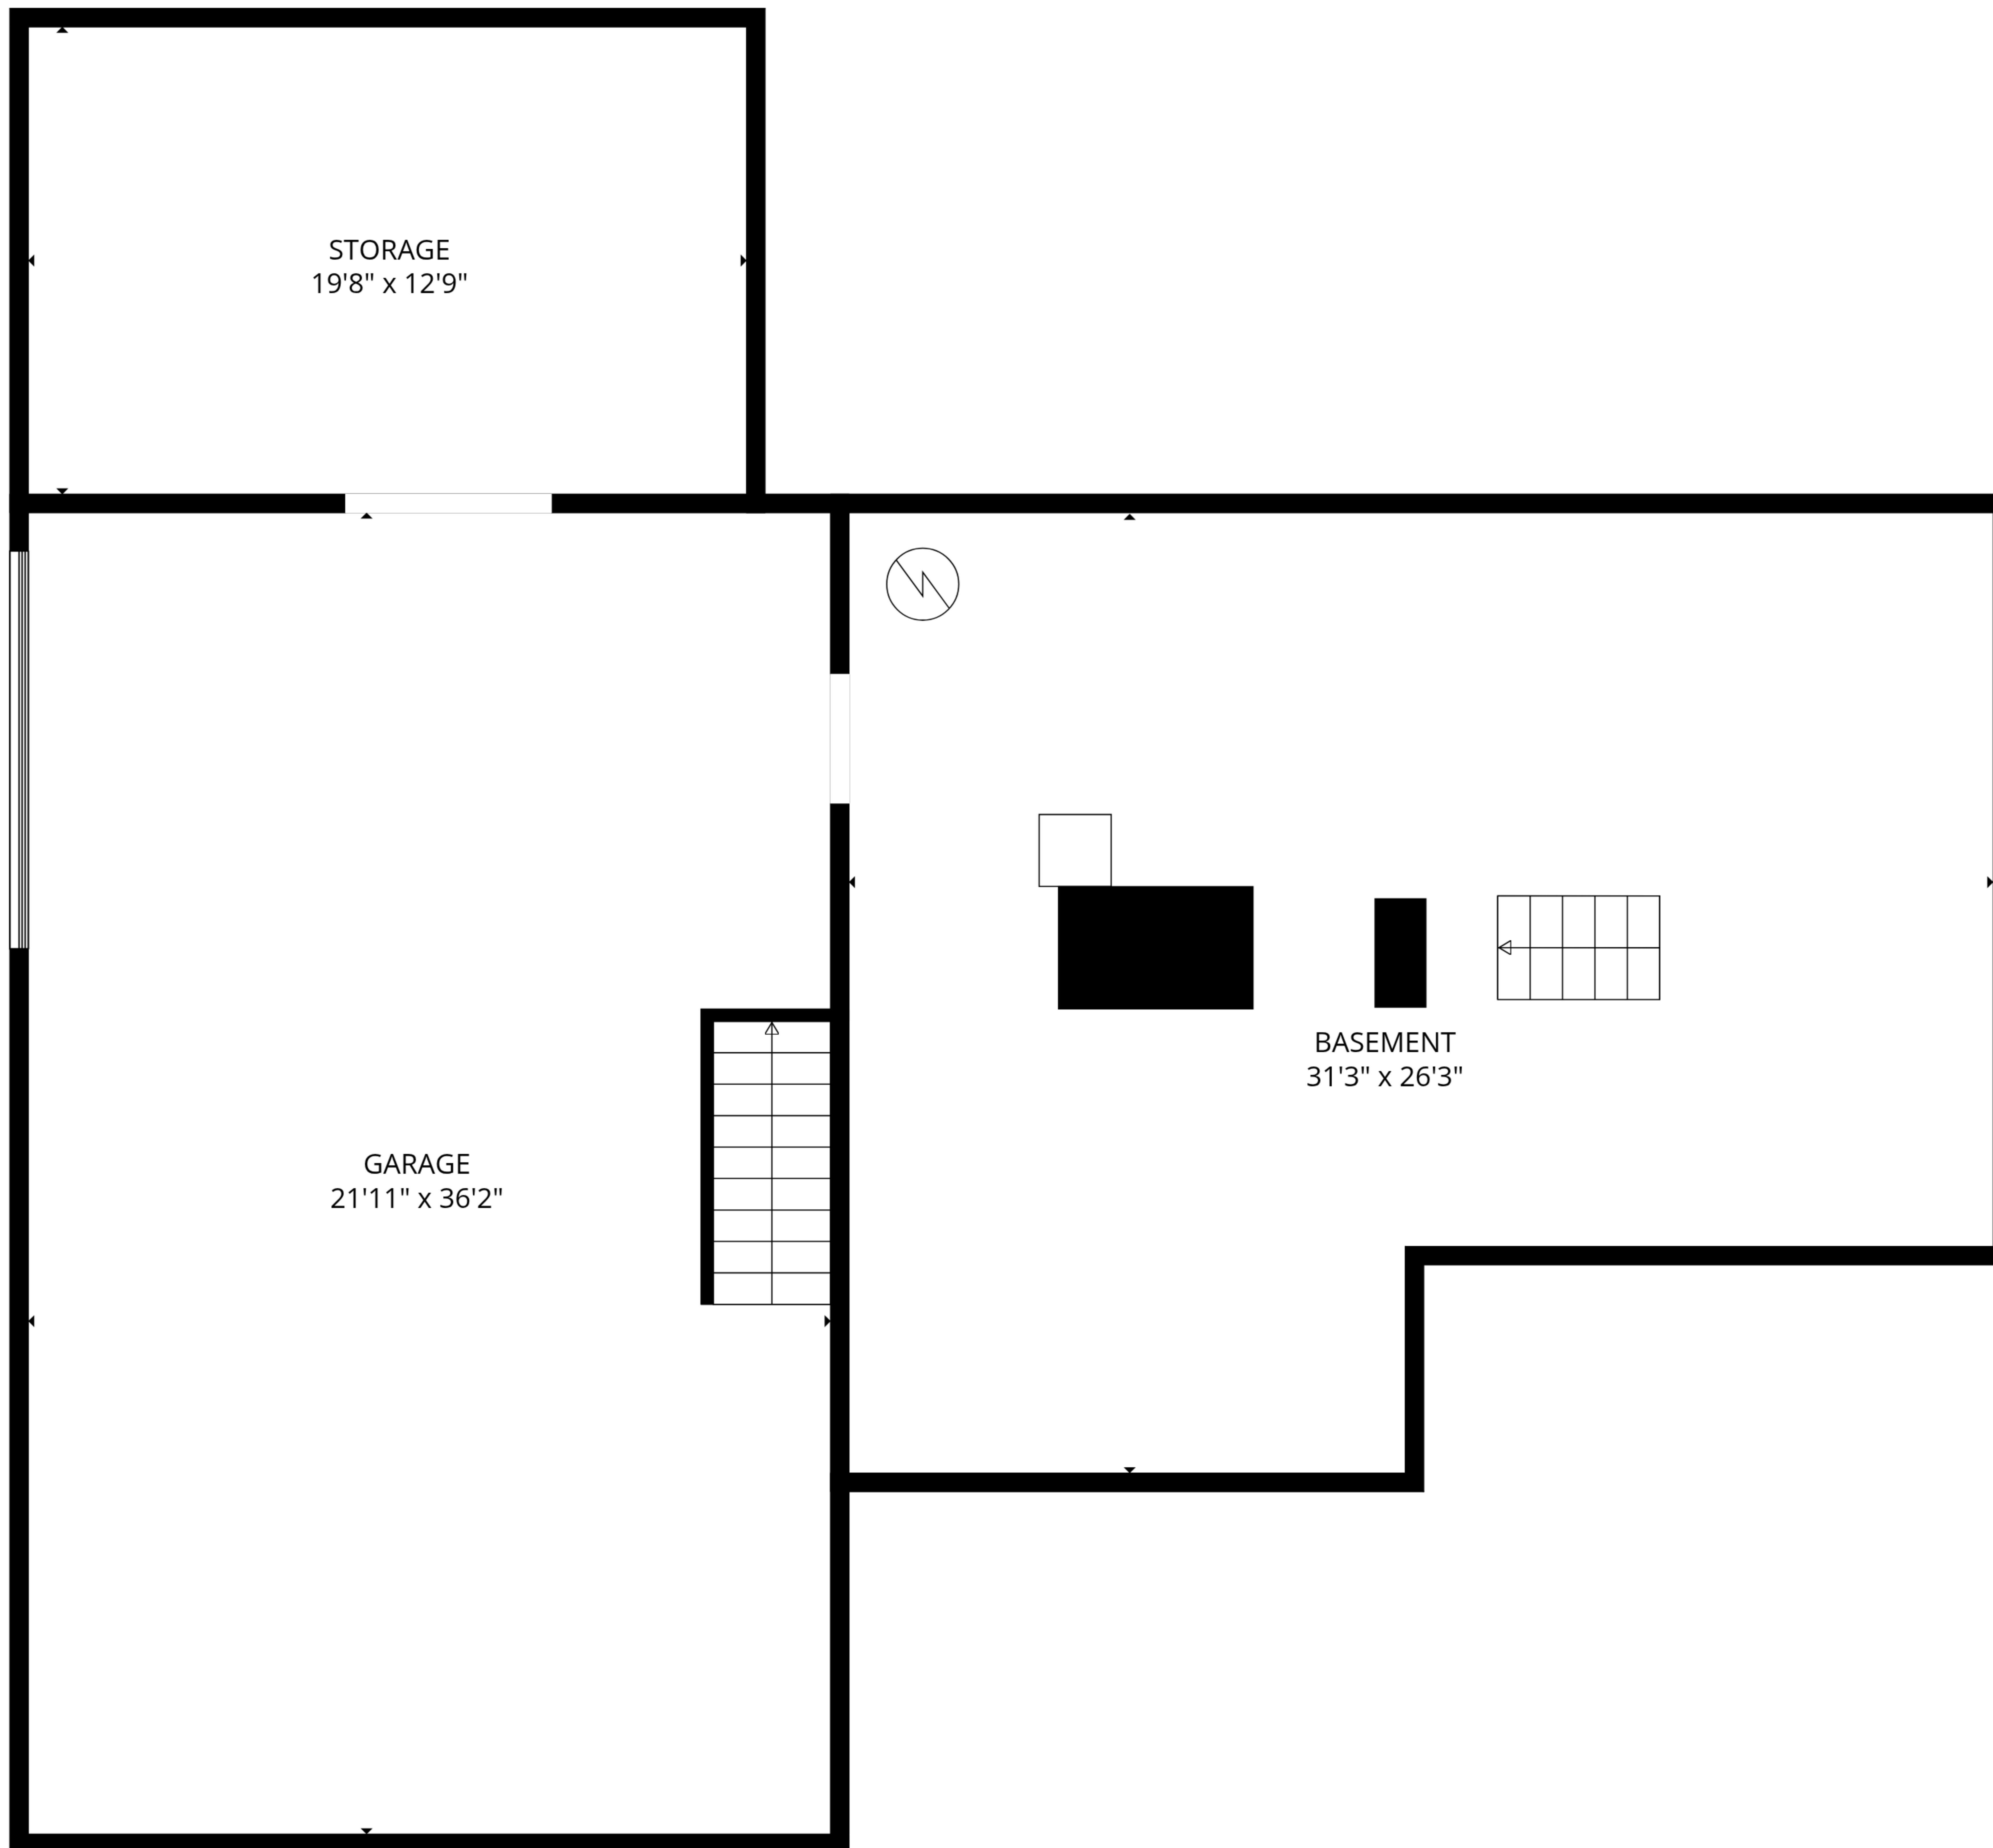 STORAGE
19'8" x 12'9"
BASEMENT
31'3" x 26'3"
GARAGE
21'11" x 36'2"